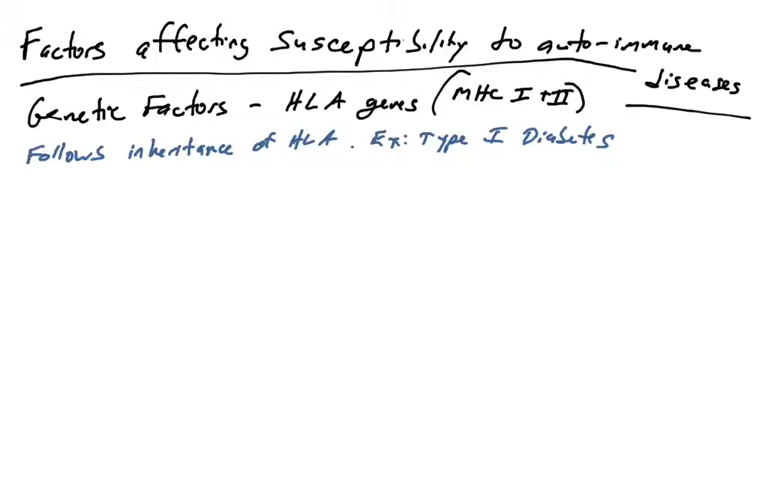 Factors affecting Susceptibility to auto-immune
diseases
Genetic Factors - HLA genes (MHC I + II)
Follows inheritance of HLA. Ex: Type I Diabetes